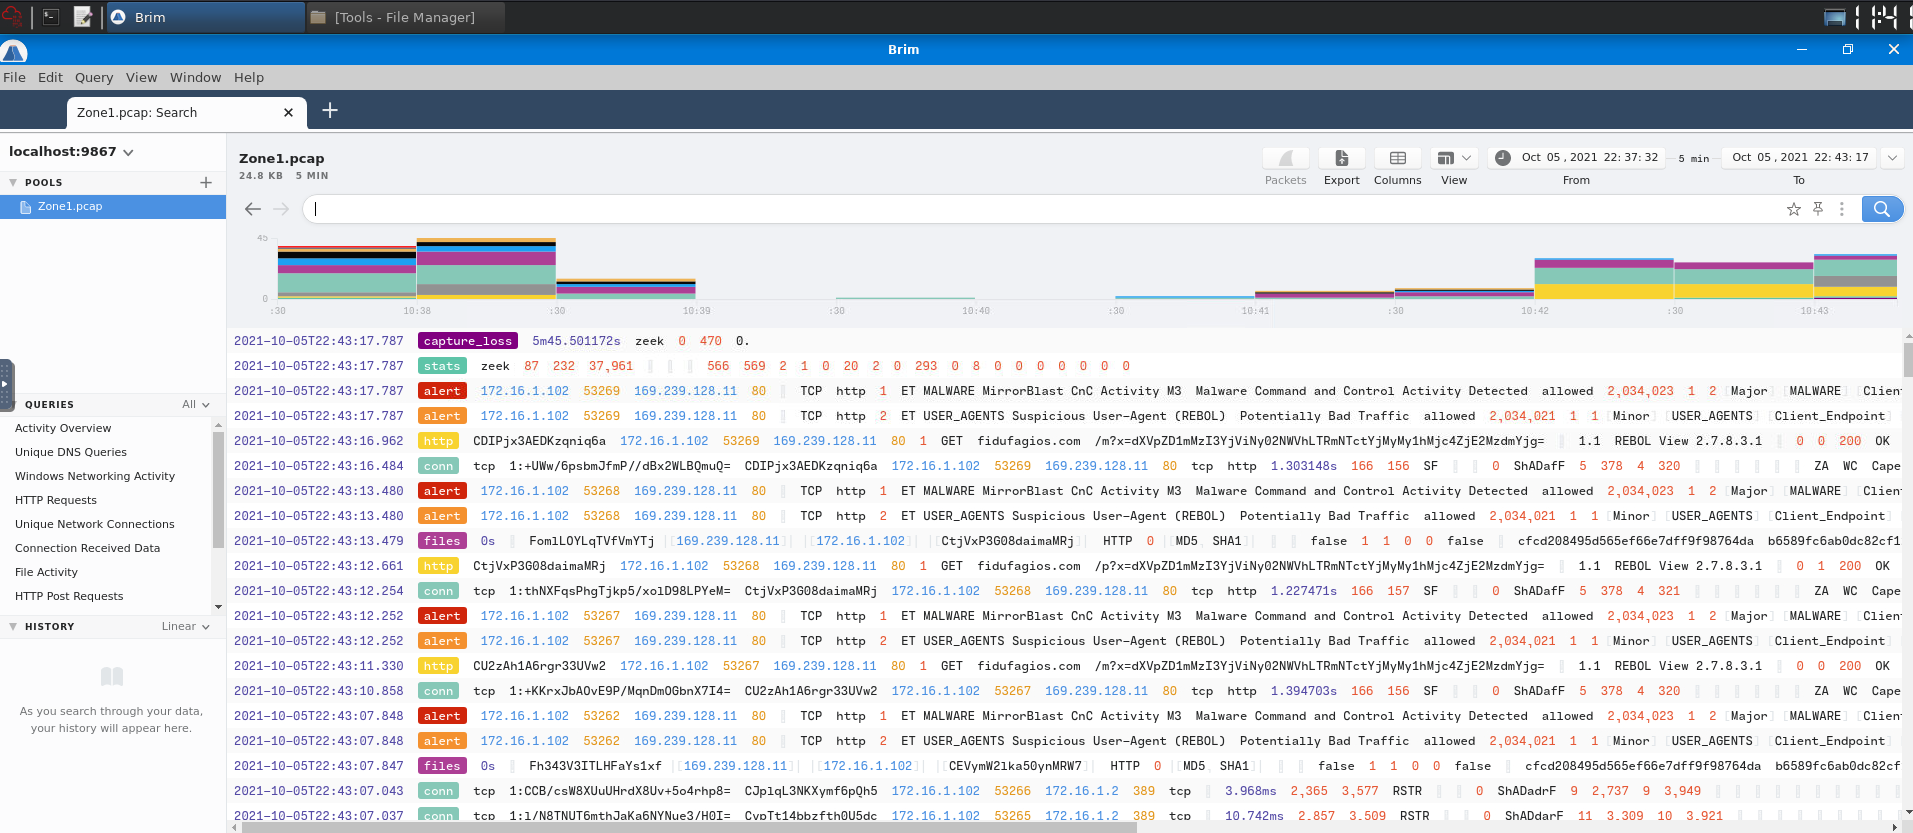 Brim [Tools - File Manager]
Brim
File Edit Query View Window Help
Zone1.pcap: Search
localhost:9867
POOLS
Zone1.pcap
QUERIES All
Activity Overview
Unique DNS Queries
Windows Networking Activity
HTTP Requests
Unique Network Connections
Connection Received Data
File Activity
HTTP Post Requests
HISTORY Linear
As you search through your data,
your history will appear here.
Zone1.pcap
24.8 KB 5 MIN
Packets Export Columns View
Oct 05, 2021 22:37:32 5 min Oct 05, 2021 22:43:17
From To
45
0
:30 10:38 :30 10:39 :30 10:40 :30 10:41 :30 10:42 :30 10:43
2021-10-05T22:43:17.787 capture_loss 5m45.501172s zeek 0 470 0.
2021-10-05T22:43:17.787 stats zeek 87 232 37,961 566 569 2 1 0 20 2 0 293 0 8 0 0 0 0 0 0 0
2021-10-05T22:43:17.787 alert 172.16.1.102 53269 169.239.128.11 80 TCP http 1 ET MALWARE MirrorBlast CnC Activity M3 Malware Command and Control Activity Detected allowed 2,034,023 1 2 [Major] [MALWARE] [Clien
2021-10-05T22:43:17.787 alert 172.16.1.102 53269 169.239.128.11 80 TCP http 2 ET USER_AGENTS Suspicious User-Agent (REBOL) Potentially Bad Traffic allowed 2,034,021 1 1 [Minor] [USER_AGENTS] [Client_Endpoint]
2021-10-05T22:43:16.962 http CDIPjx3AEDKzqniq6a 172.16.1.102 53269 169.239.128.11 80 1 GET fidufagios.com /m?x=dXVpZD1mMzI3YjViNy02NWVhLTRmNTctYjMyMy1hMjc4ZjE2MzdmYjg= 1.1 REBOL View 2.7.8.3.1 0 0 200 OK
2021-10-05T22:43:16.484 conn tcp 1:+UWw/6psbmJfmP//dBx2WLBQmuQ= CDIPjx3AEDKzqniq6a 172.16.1.102 53269 169.239.128.11 80 tcp http 1.303148s 166 156 SF 0 ShADafF 5 378 4 320 ZA WC Cape
2021-10-05T22:43:13.480 alert 172.16.1.102 53268 169.239.128.11 80 TCP http 1 ET MALWARE MirrorBlast CnC Activity M3 Malware Command and Control Activity Detected allowed 2,034,023 1 2 [Major] [MALWARE] [Clien
2021-10-05T22:43:13.480 alert 172.16.1.102 53268 169.239.128.11 80 TCP http 2 ET USER_AGENTS Suspicious User-Agent (REBOL) Potentially Bad Traffic allowed 2,034,021 1 1 [Minor] [USER_AGENTS] [Client_Endpoint]
2021-10-05T22:43:13.479 files 0s FomlLOYLqTVfVmYTj |[169.239.128.11]| |[172.16.1.102]| |[CtjVxP3G08daimaMRj]| HTTP 0 |[MD5, SHA1]| false 1 1 0 0 false cfcd208495d565ef66e7dff9f98764da b6589fc6ab0dc82cf1
2021-10-05T22:43:12.661 http CtjVxP3G08daimaMRj 172.16.1.102 53268 169.239.128.11 80 1 GET fidufagios.com /p?x=dXVpZD1mMzI3YjViNy02NWVhLTRmNTctYjMyMy1hMjc4ZjE2MzdmYjg= 1.1 REBOL View 2.7.8.3.1 0 1 200 OK
2021-10-05T22:43:12.254 conn tcp 1:thNXFqsPhgTjkp5/xolD98LPYeM= CtjVxP3G08daimaMRj 172.16.1.102 53268 169.239.128.11 80 tcp http 1.227471s 166 157 SF 0 ShADafF 5 378 4 321 ZA WC Cape
2021-10-05T22:43:12.252 alert 172.16.1.102 53267 169.239.128.11 80 TCP http 1 ET MALWARE MirrorBlast CnC Activity M3 Malware Command and Control Activity Detected allowed 2,034,023 1 2 [Major] [MALWARE] [Clien
2021-10-05T22:43:12.252 alert 172.16.1.102 53267 169.239.128.11 80 TCP http 2 ET USER_AGENTS Suspicious User-Agent (REBOL) Potentially Bad Traffic allowed 2,034,021 1 1 [Minor] [USER_AGENTS] [Client_Endpoint]
2021-10-05T22:43:11.330 http CU2zAh1A6rgr33UVw2 172.16.1.102 53267 169.239.128.11 80 1 GET fidufagios.com /m?x=dXVpZD1mMzI3YjViNy02NWVhLTRmNTctYjMyMy1hMjc4ZjE2MzdmYjg= 1.1 REBOL View 2.7.8.3.1 0 0 200 OK
2021-10-05T22:43:10.858 conn tcp 1:+KKrxJbAOvE9P/MqnDmOGbnX7I4= CU2zAh1A6rgr33UVw2 172.16.1.102 53267 169.239.128.11 80 tcp http 1.394703s 166 156 SF 0 ShADafF 5 378 4 320 ZA WC Cape
2021-10-05T22:43:07.848 alert 172.16.1.102 53262 169.239.128.11 80 TCP http 1 ET MALWARE MirrorBlast CnC Activity M3 Malware Command and Control Activity Detected allowed 2,034,023 1 2 [Major] [MALWARE] [Clien
2021-10-05T22:43:07.848 alert 172.16.1.102 53262 169.239.128.11 80 TCP http 2 ET USER_AGENTS Suspicious User-Agent (REBOL) Potentially Bad Traffic allowed 2,034,021 1 1 [Minor] [USER_AGENTS] [Client_Endpoint]
2021-10-05T22:43:07.847 files 0s Fh343V3ITLHFaYs1xf |[169.239.128.11]| |[172.16.1.102]| |[CEVymW2lka50ynMRW7]| HTTP 0 |[MD5, SHA1]| false 1 1 0 0 false cfcd208495d565ef66e7dff9f98764da b6589fc6ab0dc82cf
2021-10-05T22:43:07.043 conn tcp 1:CCB/csW8XUuUHrdX8Uv+5o4rhp8= CJplqL3NKXymf6pQh5 172.16.1.102 53266 172.16.1.2 389 tcp 3.968ms 2,365 3,577 RSTR 0 ShADadrF 9 2,737 9 3,949
2021-10-05T22:43:07.037 conn tcp 1:l/N8TNUT6mthJaKa6NYNue3/H0I= CvpTt14bbzfth0U5dc 172.16.1.102 53265 172.16.1.2 389 tcp 10.742ms 2,857 3,509 RSTR 0 ShADdarF 11 3,309 10 3,921